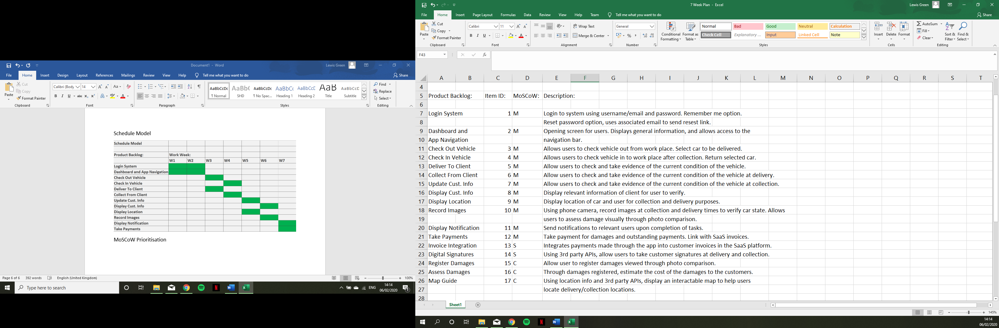 Document1 - Word
Lewis Green
File Home Insert Design Layout References Mailings Review View Help Tell me what you want to do Share
Paste
Cut
Copy
Format Painter
Clipboard
Calibri (Body 14
Font
Paragraph
AaBbCcDc AaBb( AaBbCcDc AaBbC( AaBbCcC AaB AaBbCcC
¶ Normal SHD ¶ No Spac... Heading 1 Heading 2 Title Subtitle
Styles
Find
Replace
Select
Editing
Schedule Model
Schedule Model
Product Backlog: Work Week:
W1 W2 W3 W4 W5 W6 W7
Login System
Dashboard and App Navigation
Check Out Vehicle
Check In Vehicle
Deliver To Client
Collect From Client
Update Cust. Info
Display Cust. Info
Display Location
Record Images
Display Notification
Take Payments
MoSCoW Prioritisation
Page 6 of 6 392 words English (United Kingdom) 100%
Type here to search
ENG
14:14
06/02/2020
7 Week Plan - Excel
Lewis Green
File Home Insert Page Layout Formulas Data Review View Help Team Tell me what you want to do Share
Paste
Cut
Copy
Format Painter
Clipboard
Calibri 11
Font
Wrap Text
Merge & Center
Alignment
General
Number
Conditional Formatting
Format as Table
Normal Bad Good Neutral Calculation
Check Cell Explanatory ... Input Linked Cell Note
Styles
Insert Delete Format
Cells
AutoSum
Fill
Clear
Sort & Filter
Find & Select
Editing
F43
A B C D E F G H I J K L M N O P Q R S T
4
5 Product Backlog: Item ID: MoSCoW: Description:
6
7 Login System 1 M Login to system using username/email and password. Remember me option.
8 Reset password option, uses associated email to send resest link.
9 Dashboard and 2 M Opening screen for users. Displays general information, and allows access to the
10 App Navigation navigation bar.
11 Check Out Vehicle 3 M Allows users to check vehicle out from work place. Select car to be delivered.
12 Check In Vehicle 4 M Allows users to check vehicle in to work place after collection. Return selected car.
13 Deliver To Client 5 M Allow users to check and take evidence of the current condition of the vehicle.
14 Collect From Client 6 M Allow users to check and take evidence of the current condition of the vehicle at delivery.
15 Update Cust. Info 7 M Allow users to check and take evidence of the current condition of the vehicle at collection.
16 Display Cust. Info 8 M Display relevant information of client for user to verify.
17 Display Location 9 M Display location of car and user for collection and delivery purposes.
18 Record Images 10 M Using phone camera, record images at collection and delivery times to verify car state. Allows
19 users to assess damage visually through photo comparison.
20 Display Notification 11 M Send notifications to relevant users upon completion of tasks.
21 Take Payments 12 M Take payment for damages and outstanding payments. Link with SaaS invoices.
22 Invoice Integration 13 S Integrates payments made through the app into customer invoices in the SaaS platform.
23 Digital Signatures 14 S Using 3rd party APIs, allow users to take customer signatures at delivery and collection.
24 Register Damages 15 C Allow user to register damages viewed through photo comparison.
25 Assess Damages 16 C Through damages registered, estimate the cost of the damages to the customers.
26 Map Guide 17 C Using location info and 3rd party APIs, display an interactable map to help users
27 locate delivery/collection locations.
28
Sheet1
145%
14:14
06/02/2020